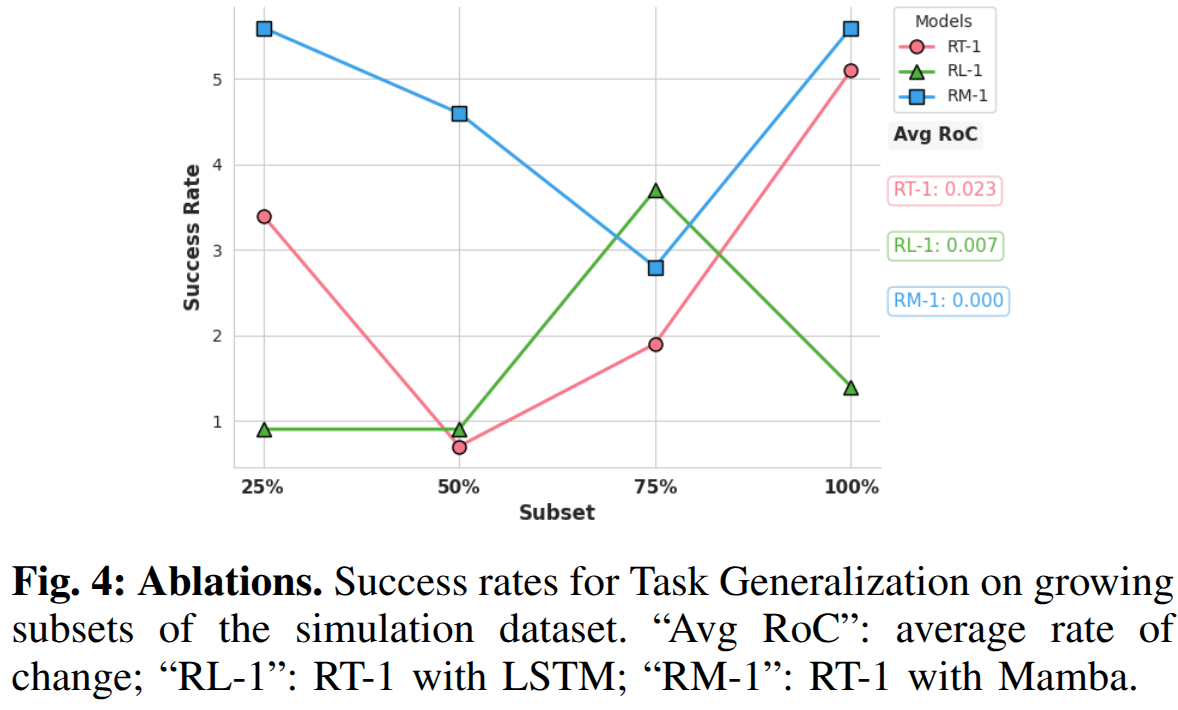 Models
RT-1
RL-1
RM-1
Avg RoC
RT-1: 0.023
RL-1: 0.007
RM-1: 0.000
Success Rate
5
4
3
2
1
25%
50%
75%
100%
Subset
Fig. 4: Ablations. Success rates for Task Generalization on growing
subsets of the simulation dataset. “Avg RoC”: average rate of
change; “RL-1”: RT-1 with LSTM; “RM-1”: RT-1 with Mamba.